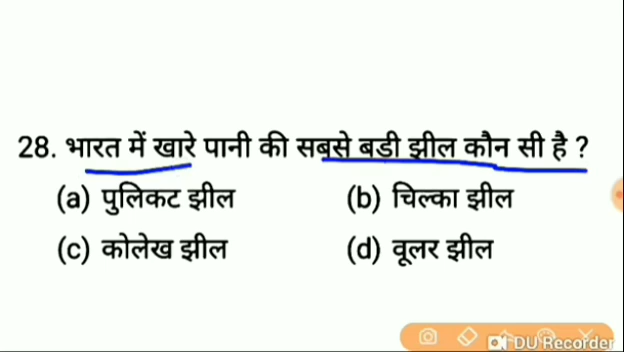 28. भारत में खारे पानी की सबसे बडी झील कौन सी है ?
(a) पुलिकट झील (b) चिल्का झील
(c) कोलेख झील (d) वूलर झील
DU Recorder